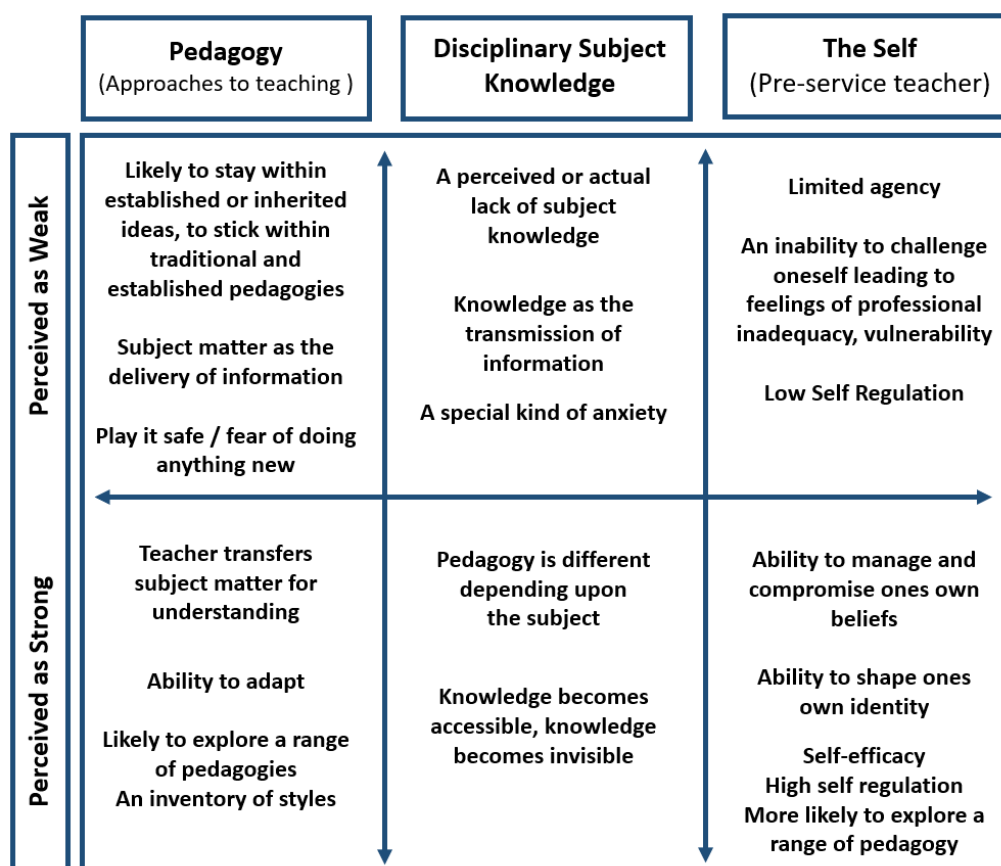 Pedagogy
(Approaches to teaching )
Disciplinary Subject
Knowledge
The Self
(Pre-service teacher)
Perceived as Weak
Likely to stay within
established or inherited
ideas, to stick within
traditional and
established pedagogies
Subject matter as the
delivery of information
Play it safe / fear of doing
anything new
A perceived or actual
lack of subject
knowledge
Knowledge as the
transmission of
information
A special kind of anxiety
Limited agency
An inability to challenge
oneself leading to
feelings of professional
inadequacy, vulnerability
Low Self Regulation
Perceived as Strong
Teacher transfers
subject matter for
understanding
Ability to adapt
Likely to explore a range
of pedagogies
An inventory of styles
Pedagogy is different
depending upon
the subject
Knowledge becomes
accessible, knowledge
becomes invisible
Ability to manage and
compromise ones own
beliefs
Ability to shape ones
own identity
Self-efficacy
High self regulation
More likely to explore a
range of pedagogy